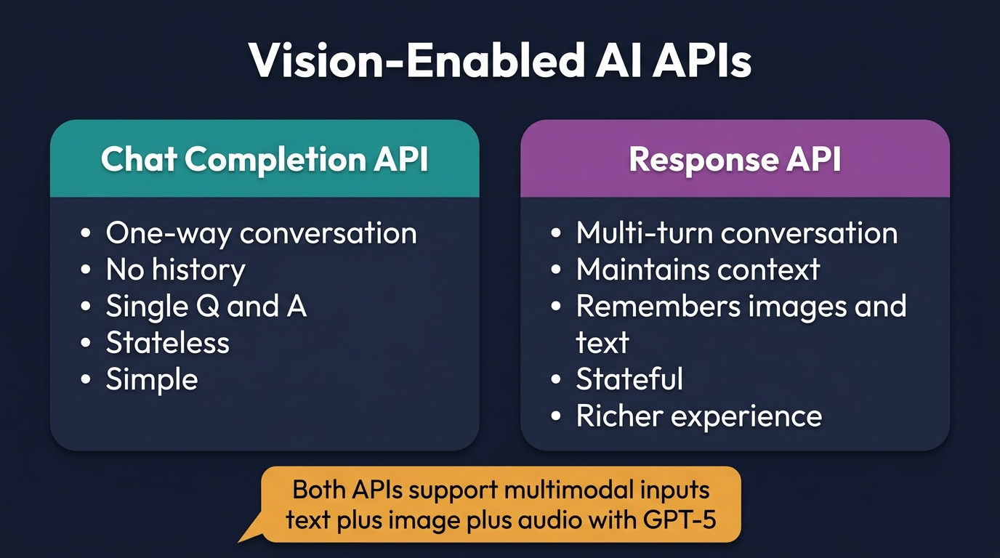 Vision-Enabled AI APIs
Chat Completion API
• One-way conversation
• No history
• Single Q and A
• Stateless
• Simple
Response API
• Multi-turn conversation
• Maintains context
• Remembers images and
text
• Stateful
• Richer experience
Both APIs support multimodal inputs
text plus image plus audio with GPT-5